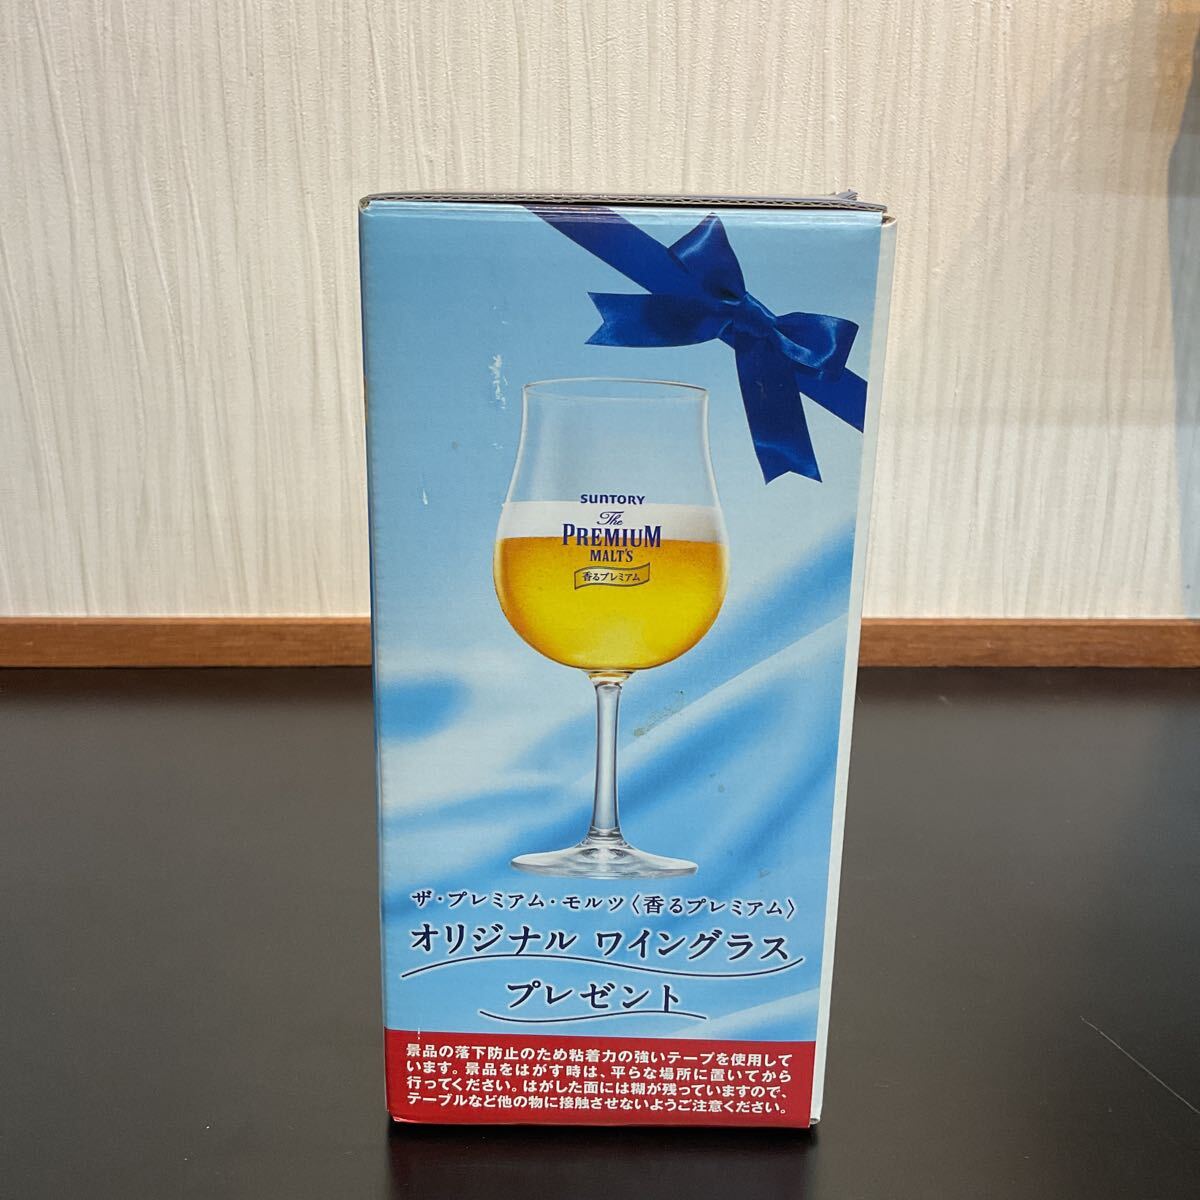 SUNTORY
The
PREMIUM
MALT'S
香るプレミアム
ザ・プレミアム・モルツ〈香るプレミアム〉
オリジナル ワイングラス
プレゼント
景品の落下防止のため粘着力の強いテープを使用して
います。景品をはがす時は、平らな場所に置いてから
行ってください。はがした面には糊が残っていますので、
テーブルなど他の物に接触させないようご注意ください。